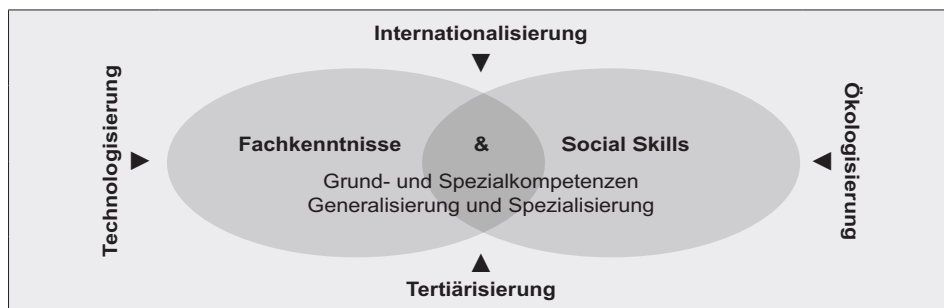 Internationalisierung
Technologisierung
Fachkenntnisse & Social Skills
Grund- und Spezialkompetenzen
Generalisierung und Spezialisierung
Ökologisierung
Tertiärisierung